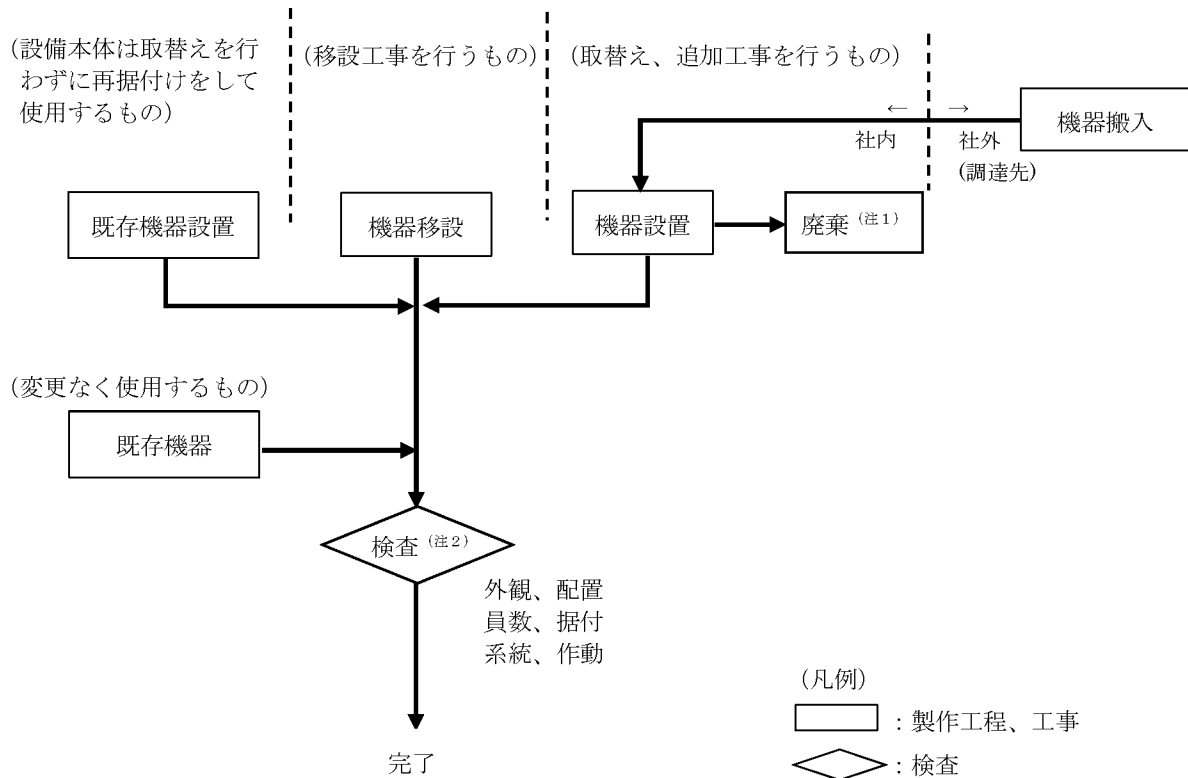 (設備本体は取替えを行
わずに再据付けをして
使用するもの)
(移設工事を行うもの)
(取替え、追加工事を行うもの)
← →
社内
社外
(調達先)
機器搬入
既存機器設置
機器移設
機器設置
廃棄(注1)
(変更なく使用するもの)
既存機器
検査(注2)
外観、配置
員数、据付
系統、作動
完了
(凡例)
:製作工程、工事
:検査